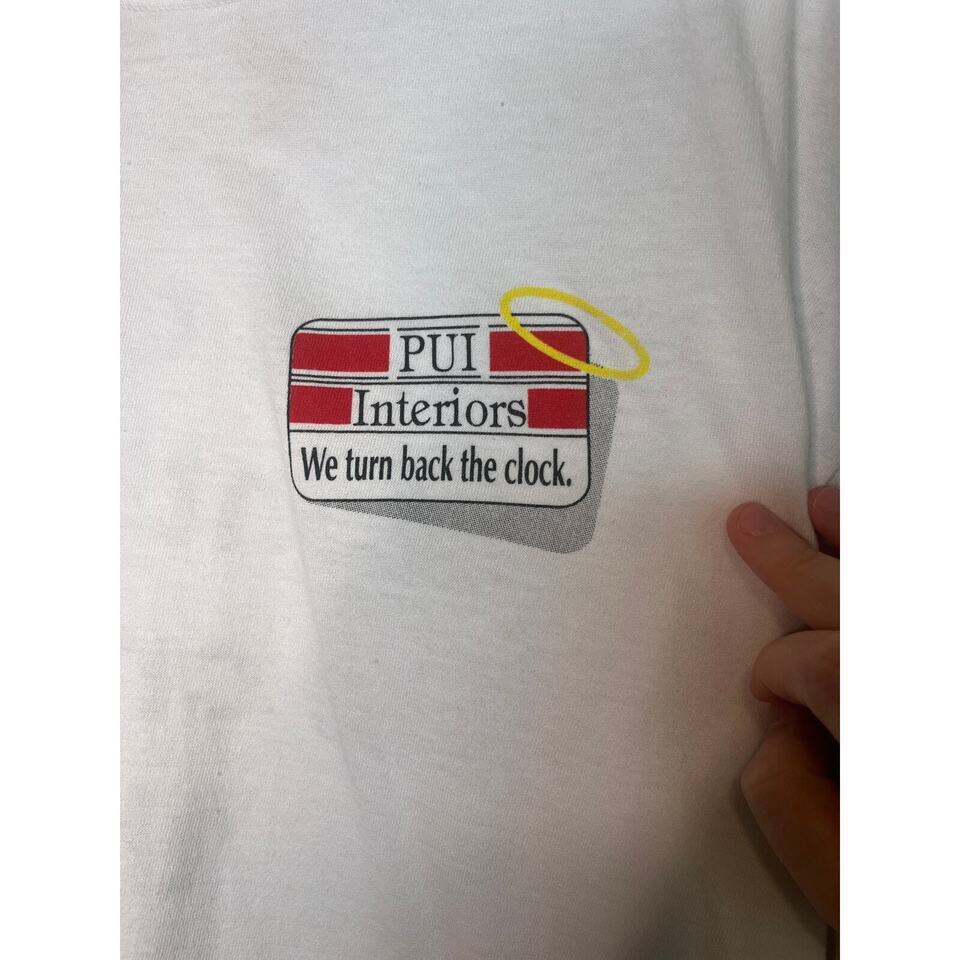 PUI
Interiors
We turn back the clock.